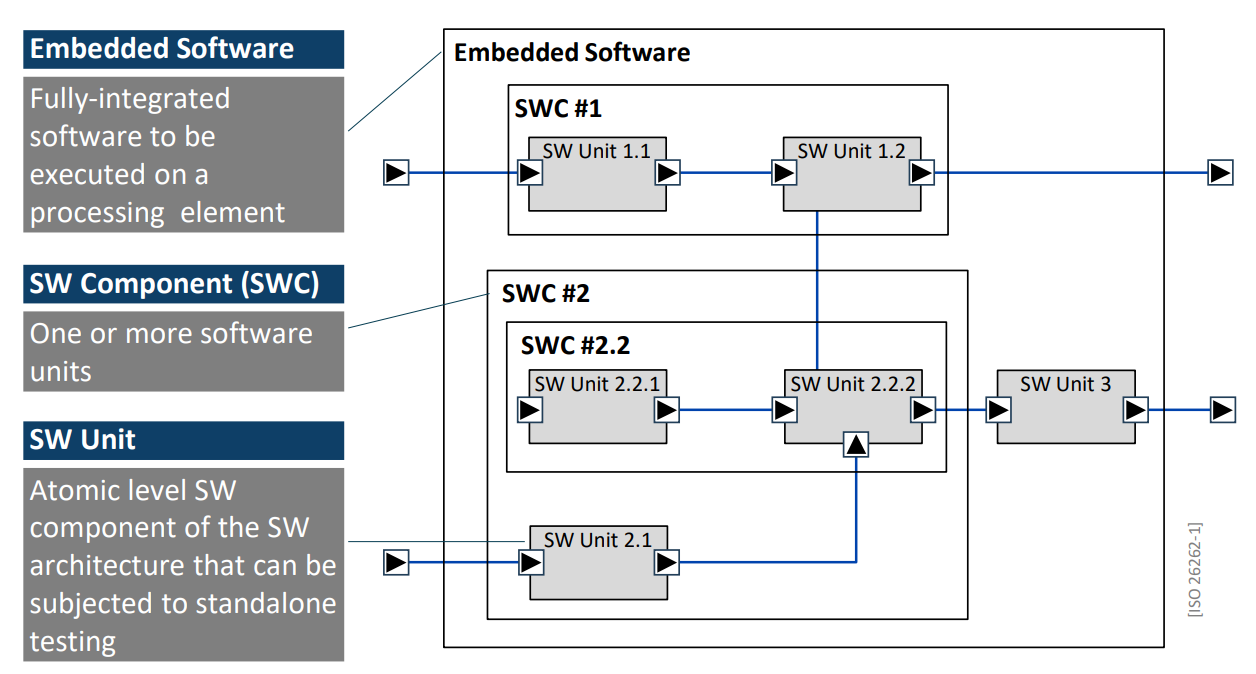 Embedded Software
Fully-integrated
software to be
executed on a
processing element
SW Component (SWC)
One or more software
units
SW Unit
Atomic level SW
component of the SW
architecture that can be
subjected to standalone
testing
Embedded Software
SWC #1
SW Unit 1.1
SW Unit 1.2
SWC #2
SWC #2.2
SW Unit 2.2.1
SW Unit 2.2.2
SW Unit 3
SW Unit 2.1
[ISO 26262-1]